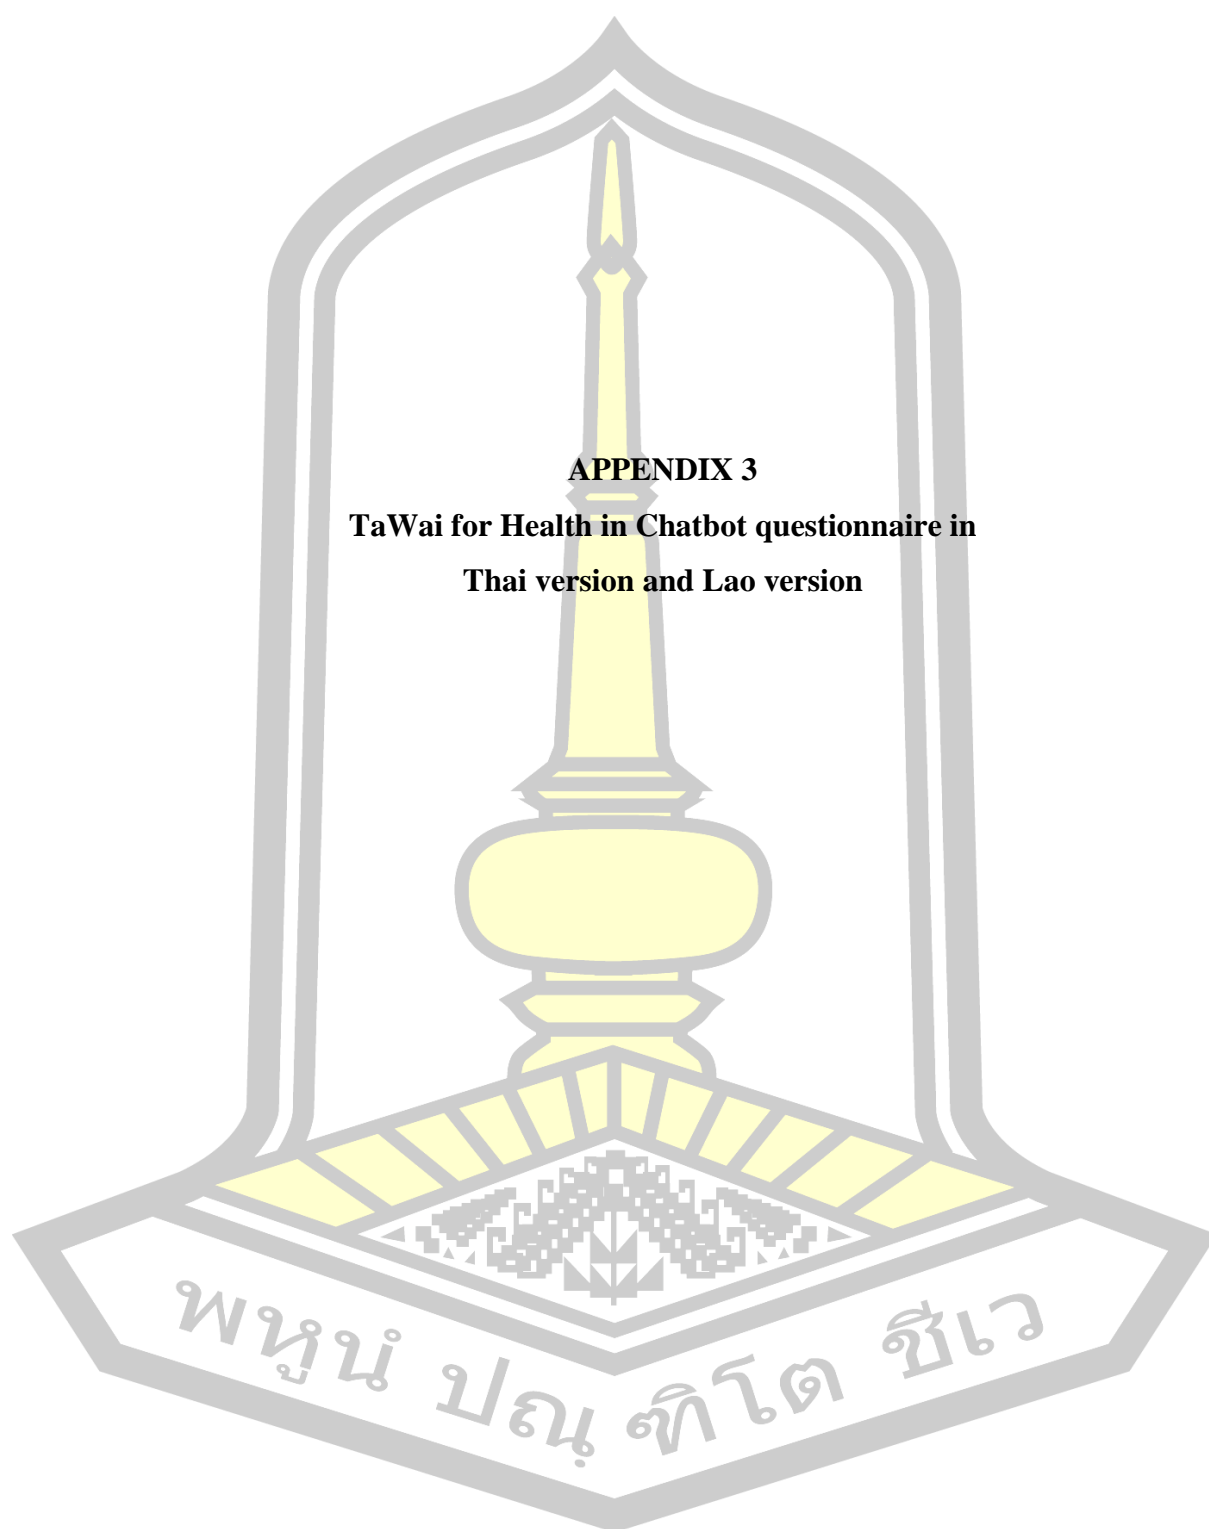 APPENDIX 3
TaWai for Health in Chatbot questionnaire in
Thai version and Lao version
พหูนํ ปณฺฑิโต ชีเว